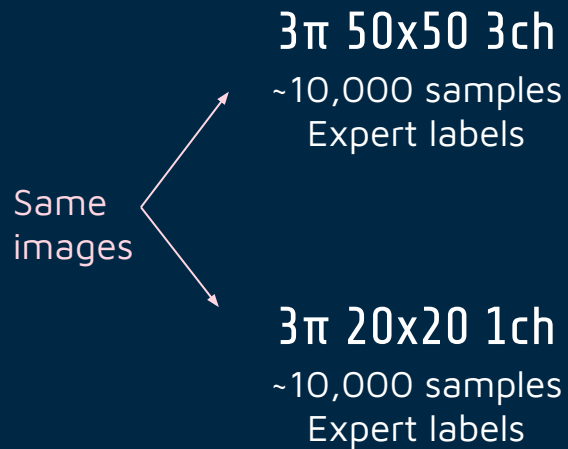 3π 50x50 3ch
~10,000 samples
Expert labels
Same
images
3π 20x20 1ch
~10,000 samples
Expert labels